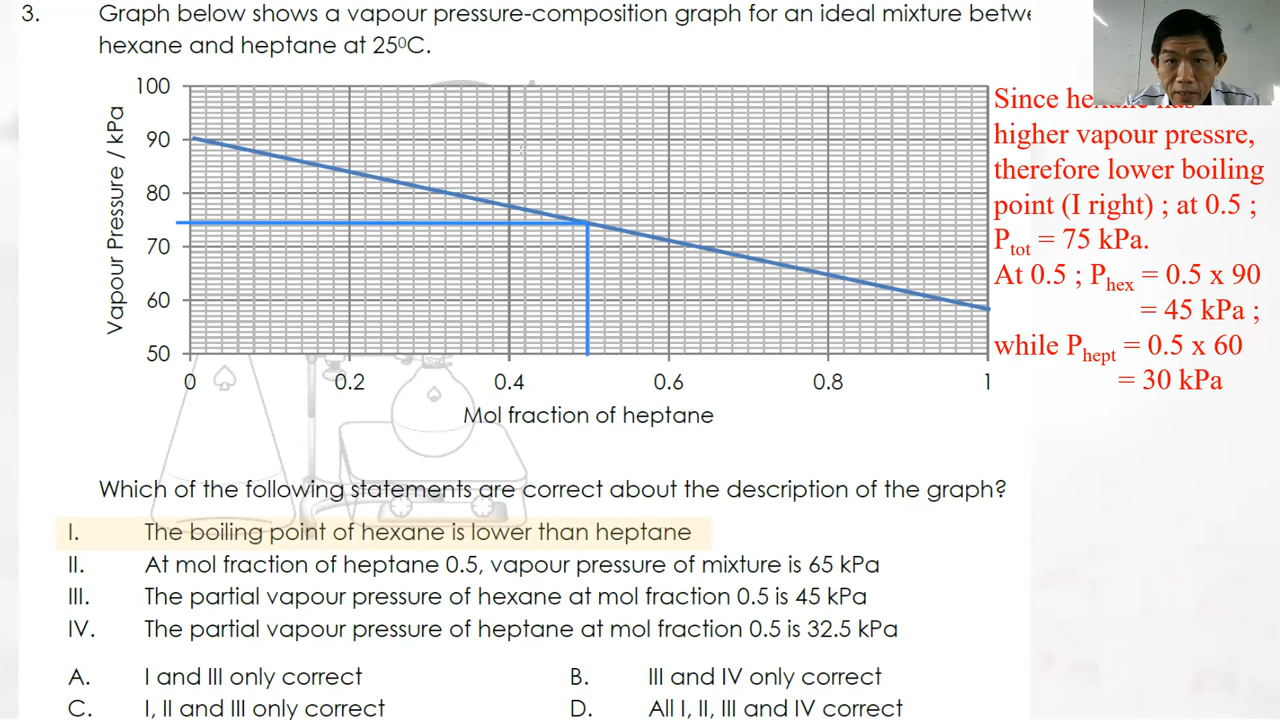 3. Graph below shows a vapour pressure-composition graph for an ideal mixture
hexane and heptane at 25⁰C.
100
90
80
70
60
50
Vapour Pressure / kPa
0 0.2 0.4 0.6 0.8 1
Mol fraction of heptane
Since
higher vapour pressre,
therefore lower boiling
point (I right) ; at 0.5 ;
Ptot = 75 kPa.
At 0.5 ; Phex = 0.5 x 90
= 45 kPa ;
while Phept = 0.5 x 60
= 30 kPa
Which of the following statements are correct about the description of the graph?
I. The boiling point of hexane is lower than heptane
II. At mol fraction of heptane 0.5, vapour pressure of mixture is 65 kPa
III. The partial vapour pressure of hexane at mol fraction 0.5 is 45 kPa
IV. The partial vapour pressure of heptane at mol fraction 0.5 is 32.5 kPa
A. I and III only correct B. III and IV only correct
C. I, II and III only correct D. All I, II, III and IV correct